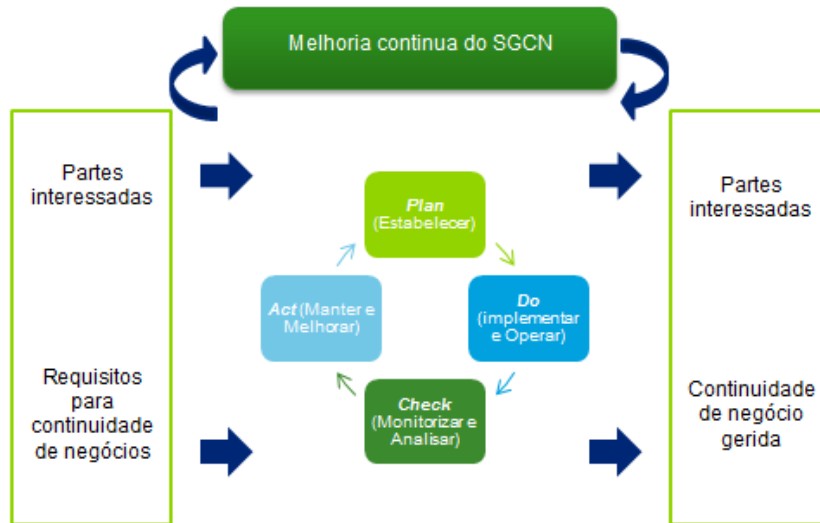 Melhoria continua do SGCN
Partes
interessadas
Requisitos
para
continuidade
de negócios
Plan
(Estabelecer)
Act (Manter e
Melhorar)
Do
(implementar
e Operar)
Check
(Monitorizar e
Analisar)
Partes
interessadas
Continuidade
de negócio
gerida